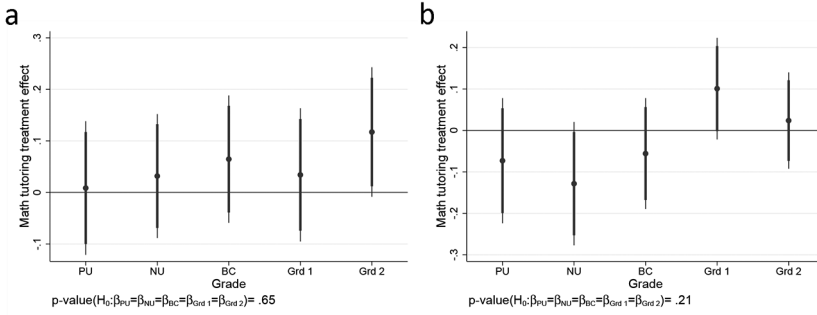 a
Math tutoring treatment effect
.3
.2
.1
0
-.1
PU NU BC Grd 1 Grd 2
Grade
p-value(H₀:βPU=βNU=βBC=βGrd 1=βGrd 2)= .65
b
Math tutoring treatment effect
.2
.1
0
-.1
-.2
-.3
PU NU BC Grd 1 Grd 2
Grade
p-value(H₀:βPU=βNU=βBC=βGrd 1=βGrd 2)= .21